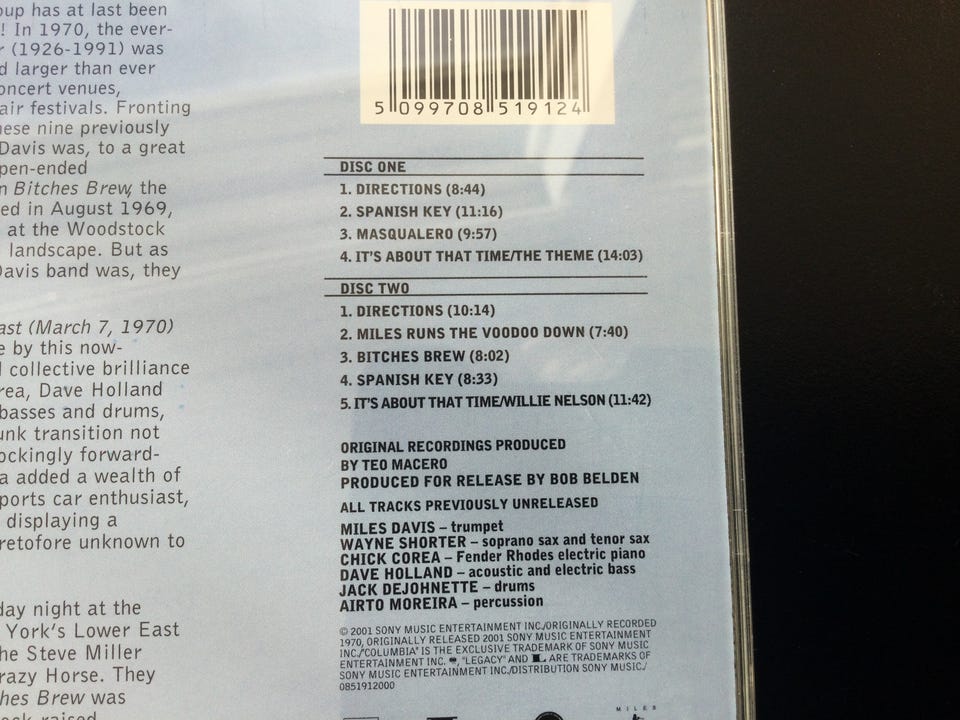 oup has at last been
! In 1970, the ever-
r (1926-1991) was
d larger than ever
oncert venues,
air festivals. Fronting
nese nine previously
Davis was, to a great
pen-ended
n Bitches Brew, the
ed in August 1969,
at the Woodstock
landscape. But as
Davis band was, they
ast (March 7, 1970)
e by this now-
l collective brilliance
rea, Dave Holland
basses and drums,
unk transition not
ockingly forward-
a added a wealth of
ports car enthusiast,
displaying a
retofore unknown to
day night at the
York's Lower East
he Steve Miller
razy Horse. They
hes Brew was
5 099708 519124
DISC ONE
1. DIRECTIONS (8:44)
2. SPANISH KEY (11:16)
3. MASQUALERO (9:57)
4. IT'S ABOUT THAT TIME/THE THEME (14:03)
DISC TWO
1. DIRECTIONS (10:14)
2. MILES RUNS THE VOODOO DOWN (7:40)
3. BITCHES BREW (8:02)
4. SPANISH KEY (8:33)
5. IT'S ABOUT THAT TIME/WILLIE NELSON (11:42)
ORIGINAL RECORDINGS PRODUCED
BY TEO MACERO
PRODUCED FOR RELEASE BY BOB BELDEN
ALL TRACKS PREVIOUSLY UNRELEASED
MILES DAVIS – trumpet
WAYNE SHORTER – soprano sax and tenor sax
CHICK COREA – Fender Rhodes electric piano
DAVE HOLLAND – acoustic and electric bass
JACK DEJOHNETTE – drums
AIRTO MOREIRA – percussion
© 2001 SONY MUSIC ENTERTAINMENT INC./ORIGINALLY RECORDED
1970, ORIGINALLY RELEASED 2001 SONY MUSIC ENTERTAINMENT
INC./"COLUMBIA" IS THE EXCLUSIVE TRADEMARK OF SONY MUSIC
ENTERTAINMENT INC. , "LEGACY" AND L ARE TRADEMARKS OF
SONY MUSIC ENTERTAINMENT INC./DISTRIBUTION SONY MUSIC./
0851912000
MILES